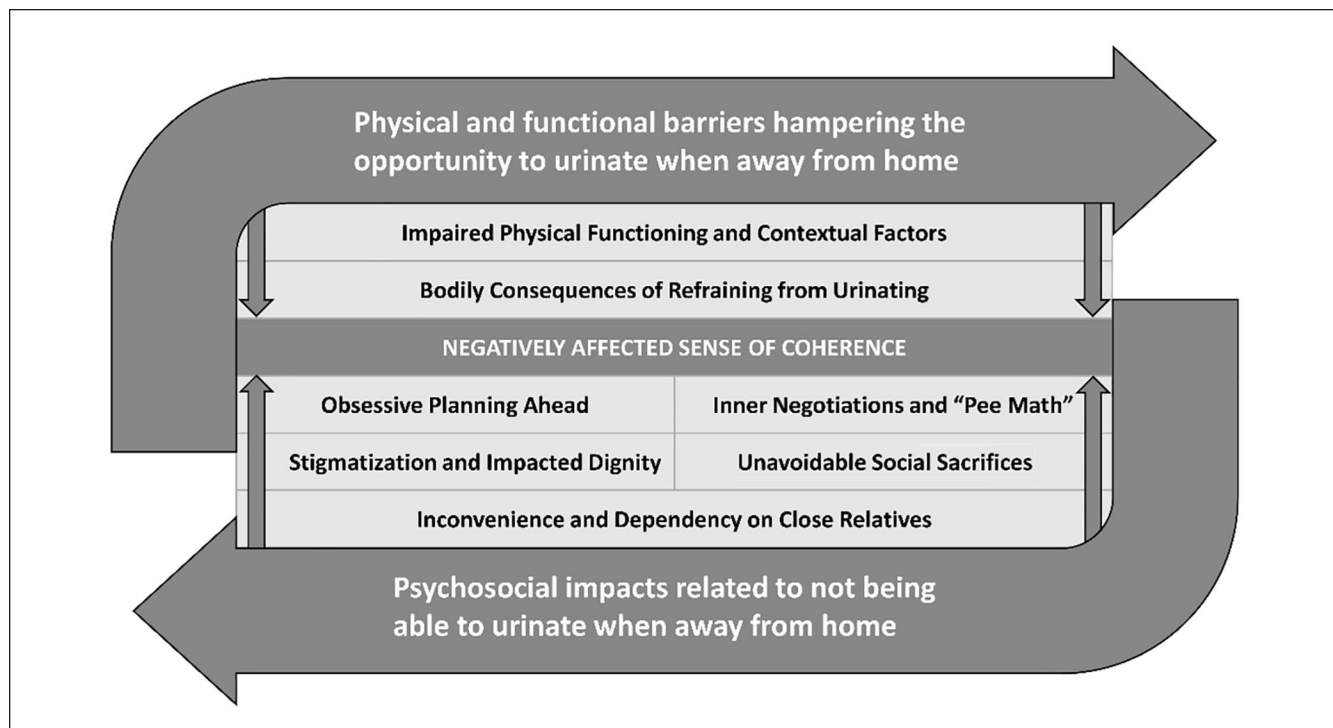 Physical and functional barriers hampering the
opportunity to urinate when away from home
Impaired Physical Functioning and Contextual Factors
Bodily Consequences of Refraining from Urinating
NEGATIVELY AFFECTED SENSE OF COHERENCE
Obsessive Planning Ahead
Inner Negotiations and “Pee Math”
Stigmatization and Impacted Dignity
Unavoidable Social Sacrifices
Inconvenience and Dependency on Close Relatives
Psychosocial impacts related to not being
able to urinate when away from home